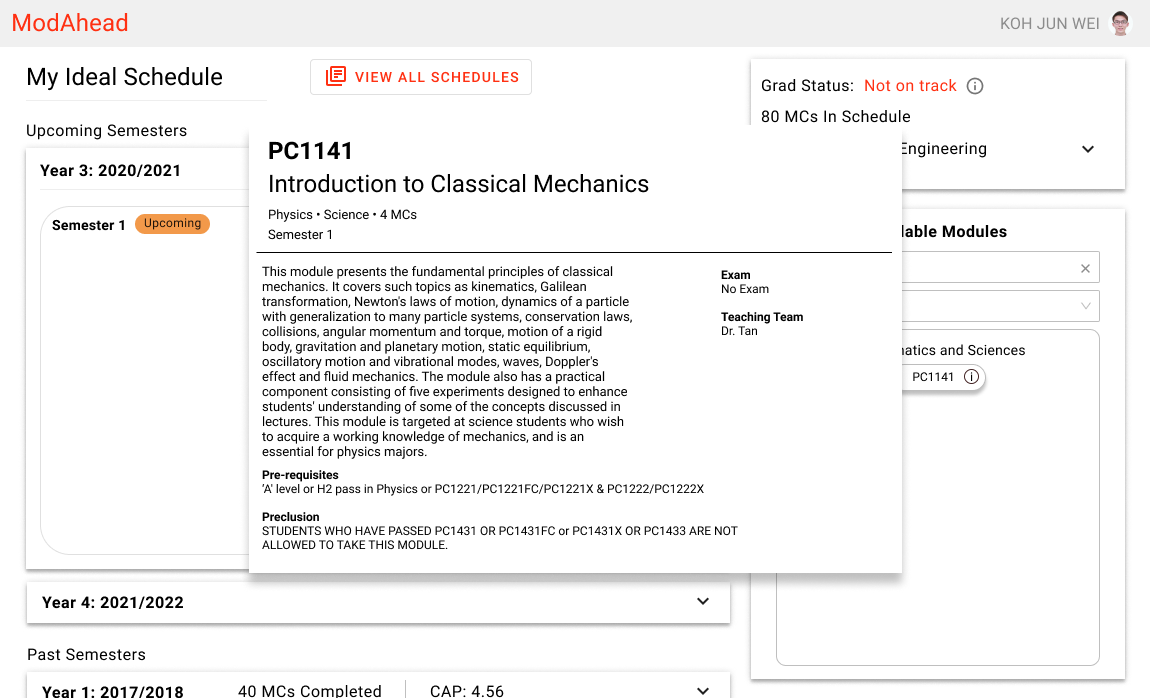 ModAhead
KOH JUN WEI
My Ideal Schedule
VIEW ALL SCHEDULES
Grad Status: Not on track
80 MCs In Schedule
Engineering
Upcoming Semesters
Year 3: 2020/2021
Semester 1 Upcoming
PC1141
Introduction to Classical Mechanics
Physics • Science • 4 MCs
Semester 1
This module presents the fundamental principles of classical
mechanics. It covers such topics as kinematics, Galilean
transformation, Newton's laws of motion, dynamics of a particle
with generalization to many particle systems, conservation laws,
collisions, angular momentum and torque, motion of a rigid
body, gravitation and planetary motion, static equilibrium,
oscillatory motion and vibrational modes, waves, Doppler's
effect and fluid mechanics. The module also has a practical
component consisting of five experiments designed to enhance
students' understanding of some of the concepts discussed in
lectures. This module is targeted at science students who wish
to acquire a working knowledge of mechanics, and is an
essential for physics majors.
Exam
No Exam
Teaching Team
Dr. Tan
Pre-requisites
'A' level or H2 pass in Physics or PC1221/PC1221FC/PC1221X & PC1222/PC1222X
Preclusion
STUDENTS WHO HAVE PASSED PC1431 OR PC1431FC or PC1431X OR PC1433 ARE NOT
ALLOWED TO TAKE THIS MODULE.
Modules
and Sciences
PC1141
Year 4: 2021/2022
Past Semesters
Year 1: 2017/2018 40 MCs Completed CAP: 4.56